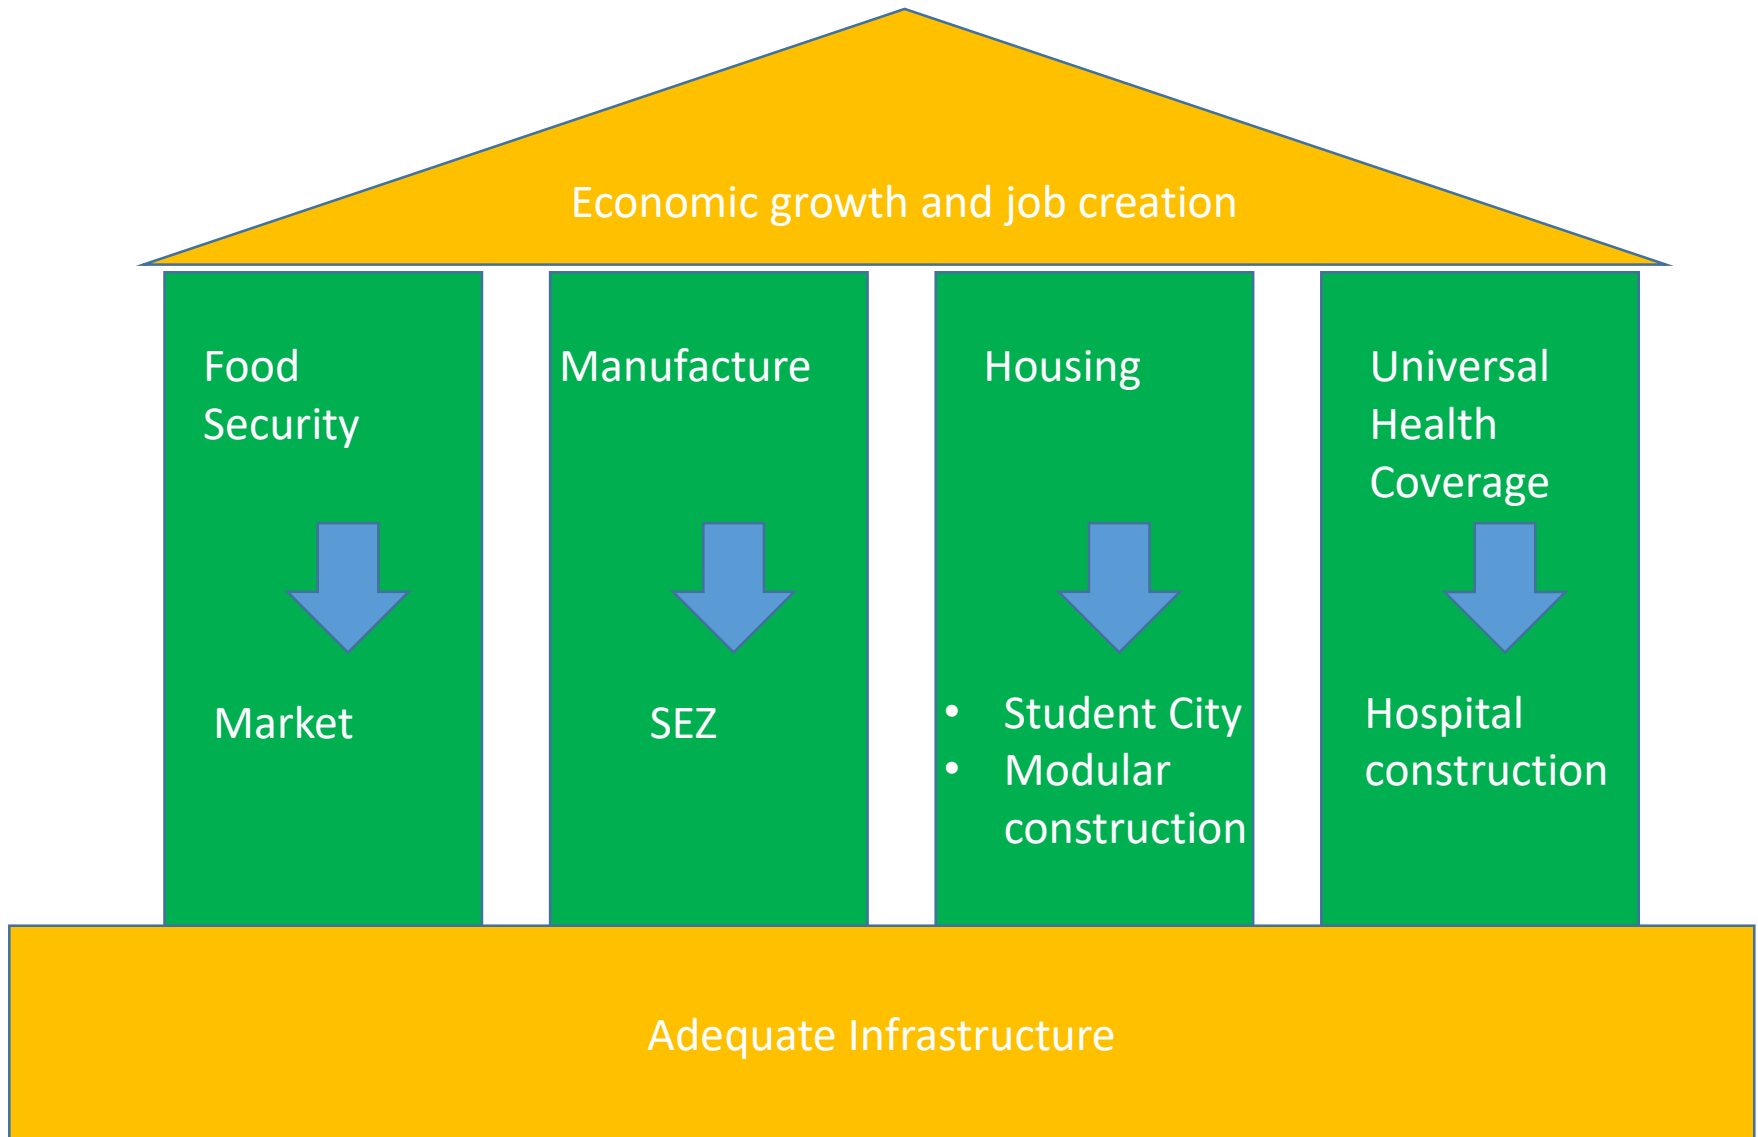 Economic growth and job creation
Food
Security
Manufacture
Housing
Universal
Health
Coverage
Market
SEZ
• Student City
• Modular
construction
Hospital
construction
Adequate Infrastructure